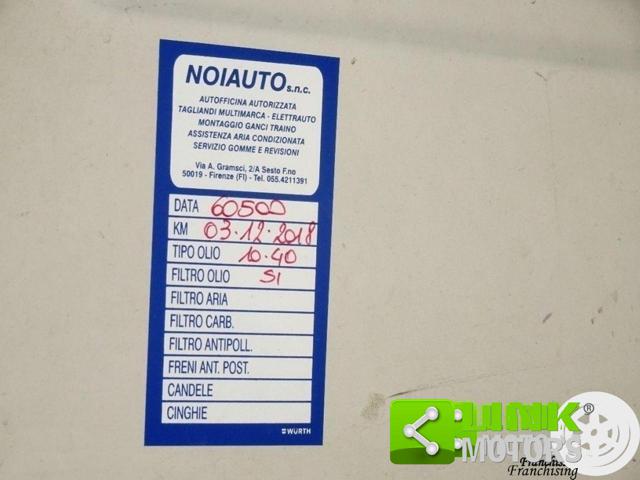 NOIAUTO s.n.c.
AUTOFFICINA AUTORIZZATA
TAGLIANDI MULTIMARCA - ELETTRAUTO
MONTAGGIO GANCI TRAINO
ASSISTENZA ARIA CONDIZIONATA
SERVIZIO GOMME E REVISIONI
Via A. Gramsci, 2/A Sesto F.no
50019 - Firenze (FI) - Tel. 055.4211391
DATA 60500
KM 03.12.2018
TIPO OLIO 10.40
FILTRO OLIO SI
FILTRO ARIA
FILTRO CARB.
FILTRO ANTIPOLL.
FRENI ANT. POST.
CANDELE
CINGHIE
WÜRTH
LINK ®
MOTORS
Franchising